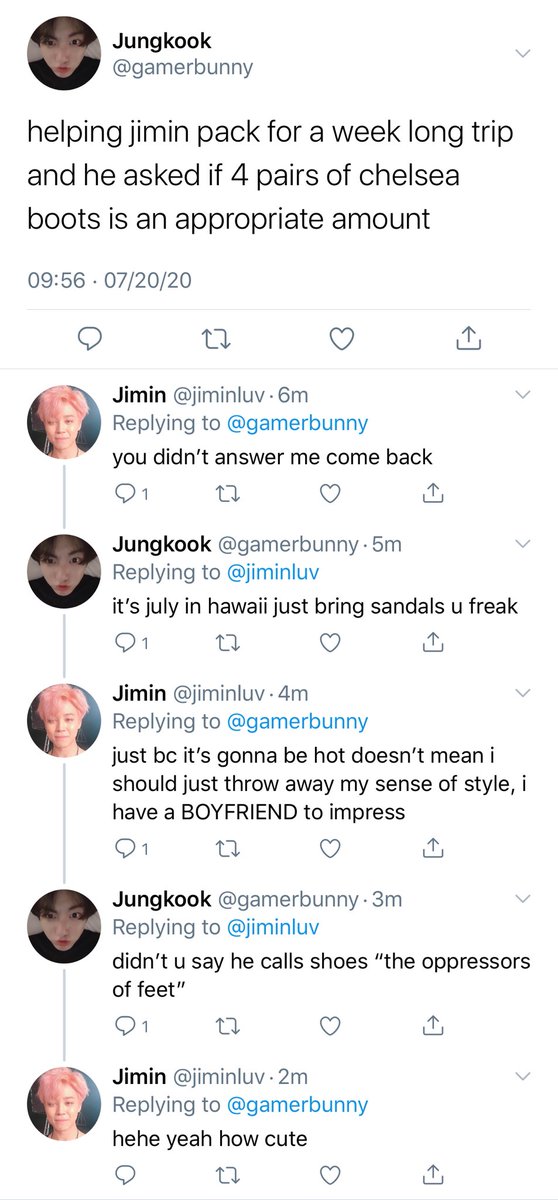 Jungkook
@gamerbunny
helping jimin pack for a week long trip
and he asked if 4 pairs of chelsea
boots is an appropriate amount
09:56 · 07/20/20
Jimin @jiminluv · 6m
Replying to @gamerbunny
you didn’t answer me come back
1
Jungkook @gamerbunny · 5m
Replying to @jiminluv
it’s july in hawaii just bring sandals u freak
1
Jimin @jiminluv · 4m
Replying to @gamerbunny
just bc it’s gonna be hot doesn’t mean i
should just throw away my sense of style, i
have a BOYFRIEND to impress
1
Jungkook @gamerbunny · 3m
Replying to @jiminluv
didn’t u say he calls shoes “the oppressors
of feet”
1
Jimin @jiminluv · 2m
Replying to @gamerbunny
hehe yeah how cute